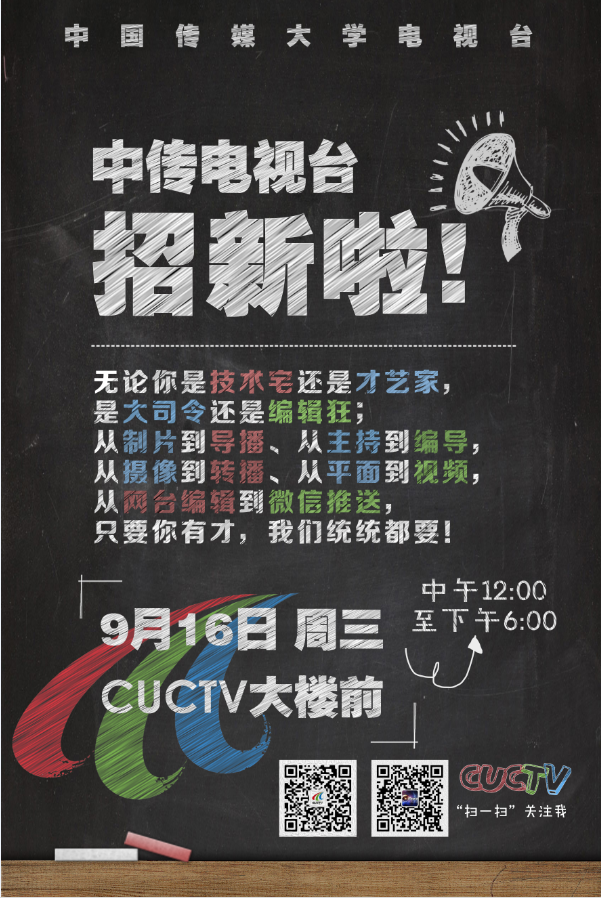 中国传媒大学电视台
中传电视台
招新啦！
无论你是技术宅还是才艺家，
是大司令还是编辑狂；
从制片到导播、从主持到编导，
从摄像到转播、从平面到视频，
从网台编辑到微信推送，
只要你有才，我们统统都要！
9月16日 周三
CUCTV大楼前
中午12:00
至下午6:00
CUCTV
“扫一扫”关注我